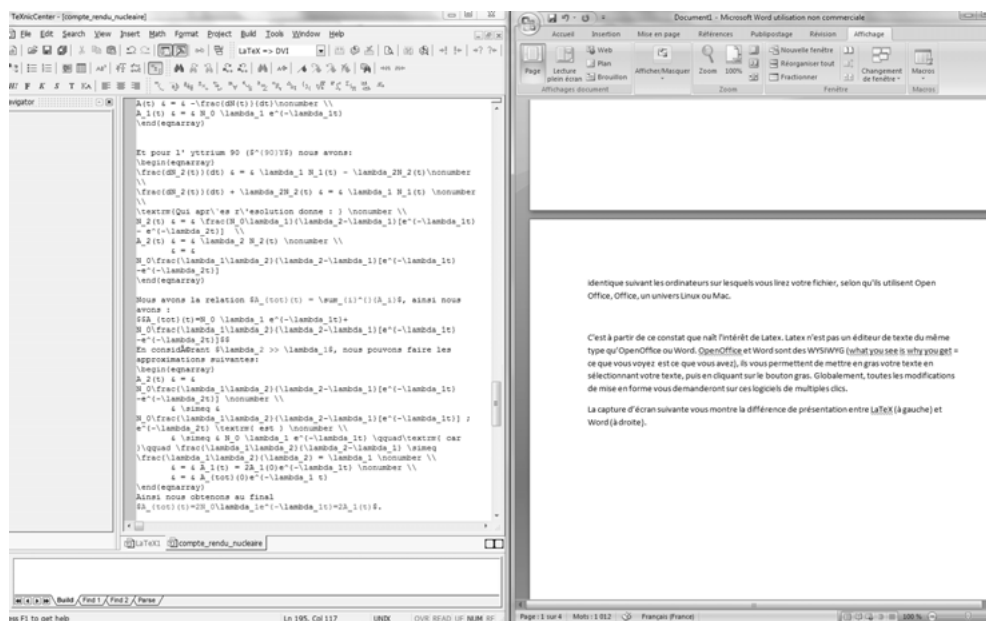 TeXnicCenter - [compte_rendu_nucleaire]
File Edit Search View Insert Math Format Project Build Tools Window Help
LaTeX => DVI
avigator
A(t) & = & -\frac{dN(t)}{dt}\nonumber \\
A_1(t) & = & N_0 \lambda_1 e^{-\lambda_1t}
\end{eqnarray}
Et pour l' yttrium 90 ($^{90}Y$) nous avons:
\begin{eqnarray}
\frac{dN_2(t)}{dt} & = & \lambda_1 N_1(t) - \lambda_2N_2(t)\nonumber
\\
\frac{dN_2(t)}{dt} + \lambda_2N_2(t) & = & \lambda_1 N_1(t) \nonumber
\\
\textrm{Qui apr\`es r\'esolution donne : } \nonumber \\
N_2(t) & = & \frac{N_0\lambda_1}{\lambda_2-\lambda_1}[e^{-\lambda_1t}
- e^{-\lambda_2t}] \\
A_2(t) & = & \lambda_2 N_2(t) \nonumber \\
& = &
N_0\frac{\lambda_1\lambda_2}{\lambda_2-\lambda_1}[e^{-\lambda_1t}
-e^{-\lambda_2t}]
\end{eqnarray}
Nous avons la relation $A_{tot}(t) = \sum_{i}^{}{A_i}$, ainsi nous
avons :
$$A_{tot}(t)=N_0 \lambda_1 e^{-\lambda_1t}+
N_0\frac{\lambda_1\lambda_2}{\lambda_2-\lambda_1}[e^{-\lambda_1t}
-e^{-\lambda_2t}]$$
En considérant $\lambda_2 >> \lambda_1$, nous pouvons faire les
approximations suivantes:
\begin{eqnarray}
A_2(t) & = &
N_0\frac{\lambda_1\lambda_2}{\lambda_2-\lambda_1}[e^{-\lambda_1t}
-e^{-\lambda_2t}] \nonumber \\
& \simeq &
N_0\frac{\lambda_1\lambda_2}{\lambda_2-\lambda_1}[e^{-\lambda_1t}] ;
e^{-\lambda_2t} \textrm{ est } \nonumber \\
& \simeq & N_0 \lambda_1 e^{-\lambda_1t} \qquad\textrm{ car
}\qquad \frac{\lambda_1\lambda_2}{\lambda_2-\lambda_1} \simeq
\frac{\lambda_1\lambda_2}{\lambda_2} = \lambda_1 \nonumber \\
& = & A_1(t) = 2A_1(0)e^{-\lambda_1t} \nonumber \\
& = & A_{tot}(0)e^{-\lambda_1 t}
\end{eqnarray}
Ainsi nous obtenons au final
$A_{tot}(t)=2N_0\lambda_1e^{-\lambda_1t}=2A_1(t)$.
LaTeX1 compte_rendu_nucleaire
Build Find 1 Find 2 Parse
ess F1 to get help Ln 195, Col 117 UNIX OVR READ LF NUM RF
Document1 - Microsoft Word utilisation non commerciale
Accueil Insertion Mise en page Références Publipostage Révision Affichage
Page Lecture plein écran Web Plan Brouillon Afficher/Masquer Zoom 100% Nouvelle fenêtre Réorganiser tout Fractionner Changement de fenêtre Macros
Affichages document Zoom Fenêtre Macros
identique suivant les ordinateurs sur lesquels vous lirez votre fichier, selon qu'ils utilisent Open
Office, Office, un univers Linux ou Mac.
C'est à partir de ce constat que naît l'intérêt de Latex. Latex n'est pas un éditeur de texte du même
type qu'OpenOffice ou Word. OpenOffice et Word sont des WYSIWYG (what you see is why you get =
ce que vous voyez est ce que vous avez), ils vous permettent de mettre en gras votre texte en
sélectionnant votre texte, puis en cliquant sur le bouton gras. Globalement, toutes les modifications
de mise en forme vous demanderont sur ces logiciels de multiples clics.
La capture d'écran suivante vous montre la différence de présentation entre LaTeX (à gauche) et
Word (à droite).
Page : 1 sur 4 Mots : 1 012 Français (France) 100 %